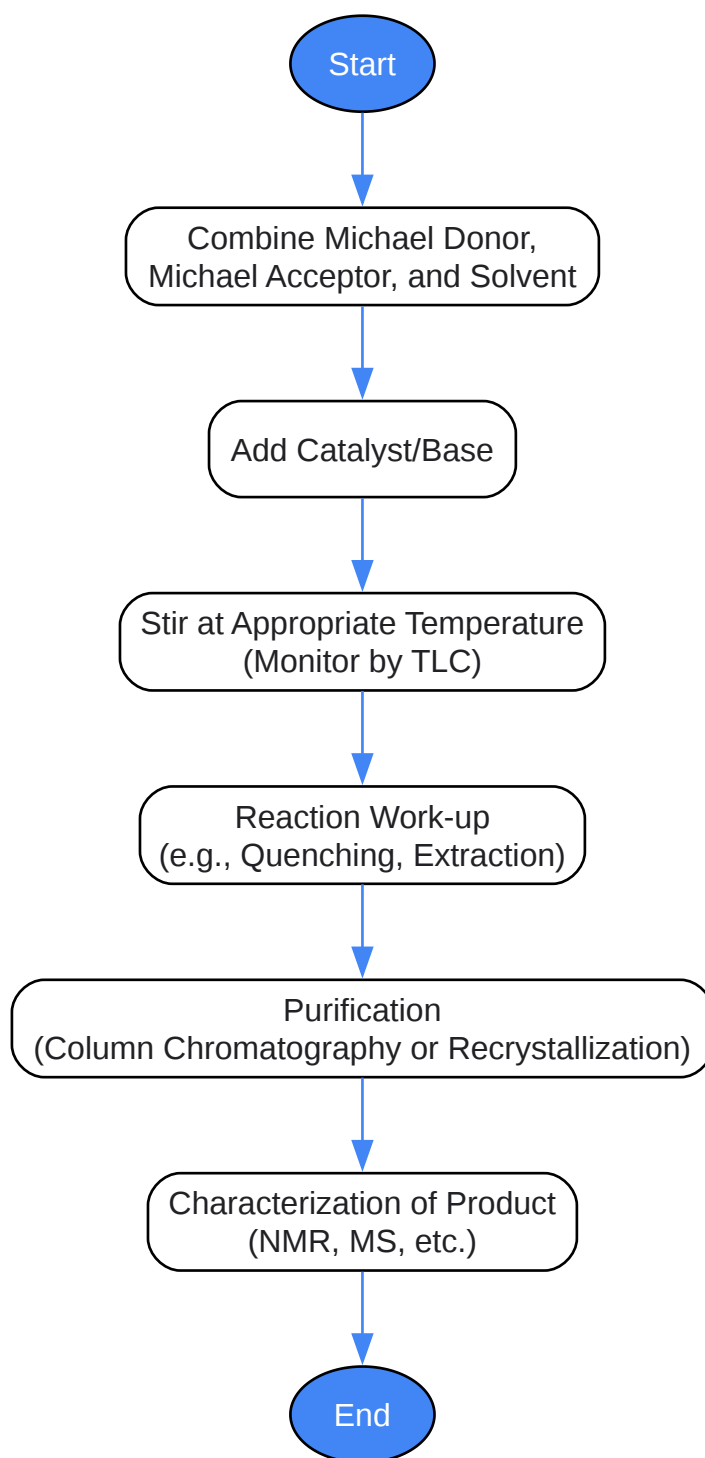 Start
Combine Michael Donor,
Michael Acceptor, and Solvent
Add Catalyst/Base
Stir at Appropriate Temperature
(Monitor by TLC)
Reaction Work-up
(e.g., Quenching, Extraction)
Purification
(Column Chromatography or Recrystallization)
Characterization of Product
(NMR, MS, etc.)
End